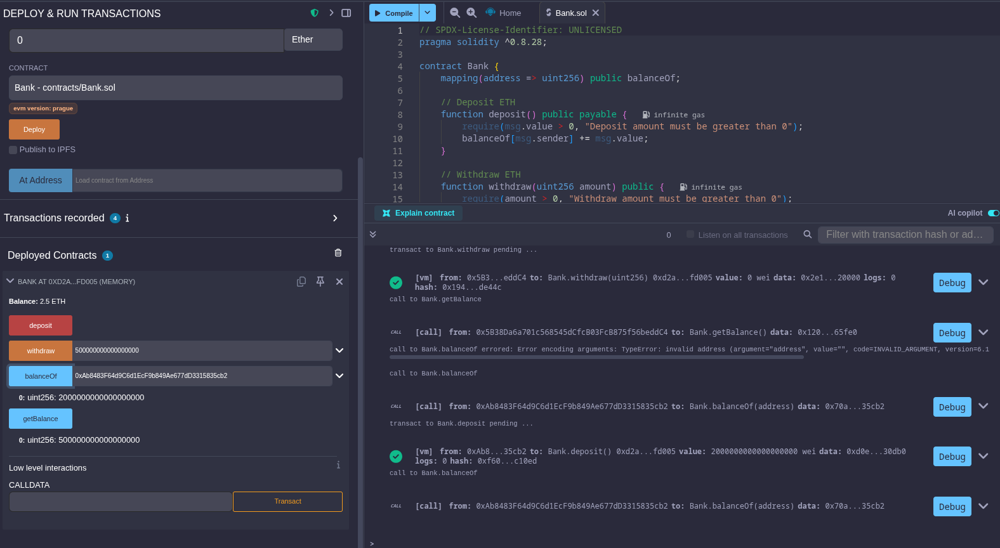 DEPLOY & RUN TRANSACTIONS
0
Ether
CONTRACT
Bank - contracts/Bank.sol
evm version: prague
Deploy
Publish to IPFS
At Address
Load contract from Address
Transactions recorded 4 i
Deployed Contracts 1
BANK AT 0XD2A...FD005 (MEMORY)
Balance: 2.5 ETH
deposit
withdraw
500000000000000000
balanceOf
0xAb8483F64d9C6d1EcF9b849Ae677dD3315835cb2
0: uint256: 2000000000000000000
getBalance
0: uint256: 500000000000000000
Low level interactions
i
CALLDATA
Transact
Compile
Home
Bank.sol
1 // SPDX-License-Identifier: UNLICENSED
2 pragma solidity ^0.8.28;
3
4 contract Bank {
5 mapping(address => uint256) public balanceOf;
6
7 // Deposit ETH
8 function deposit() public payable { infinite gas
9 require(msg.value > 0, "Deposit amount must be greater than 0");
10 balanceOf[msg.sender] += msg.value;
11 }
12
13 // Withdraw ETH
14 function withdraw(uint256 amount) public { infinite gas
15 require(amount > 0, "Withdraw amount must be greater than 0");
Explain contract
AI copilot
0
Listen on all transactions
Filter with transaction hash or ad…
transact to Bank.withdraw pending ...
[vm] from: 0x5B3...eddC4 to: Bank.withdraw(uint256) 0xd2a...fd005 value: 0 wei data: 0x2e1...20000 logs: 0
hash: 0x194...de44c
Debug
call to Bank.getBalance
CALL [call] from: 0x5B38Da6a701c568545dCfcB03FcB875f56beddC4 to: Bank.getBalance() data: 0x120...65fe0
Debug
call to Bank.balanceOf errored: Error encoding arguments: TypeError: invalid address (argument="address", value="", code=INVALID_ARGUMENT, version=6.1
call to Bank.balanceOf
CALL [call] from: 0xAb8483F64d9C6d1EcF9b849Ae677dD3315835cb2 to: Bank.balanceOf(address) data: 0x70a...35cb2
Debug
transact to Bank.deposit pending ...
[vm] from: 0xAb8...35cb2 to: Bank.deposit() 0xd2a...fd005 value: 2000000000000000000 wei data: 0xd0e...30db0
logs: 0 hash: 0xf60...c10ed
Debug
call to Bank.balanceOf
CALL [call] from: 0xAb8483F64d9C6d1EcF9b849Ae677dD3315835cb2 to: Bank.balanceOf(address) data: 0x70a...35cb2
Debug
>